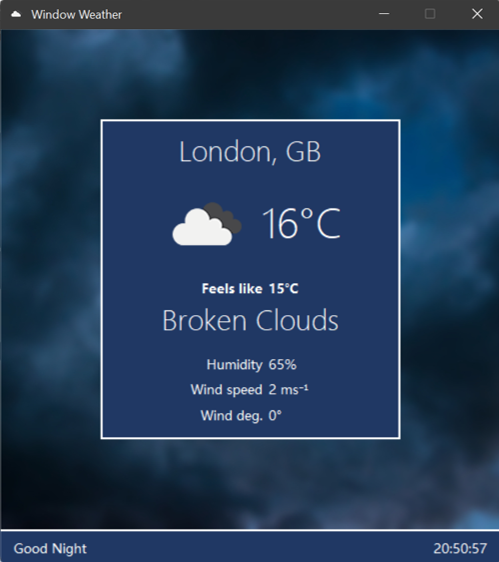 Window Weather
London, GB
16°C
Feels like 15°C
Broken Clouds
Humidity 65%
Wind speed 2 ms⁻¹
Wind deg. 0°
Good Night 20:50:57